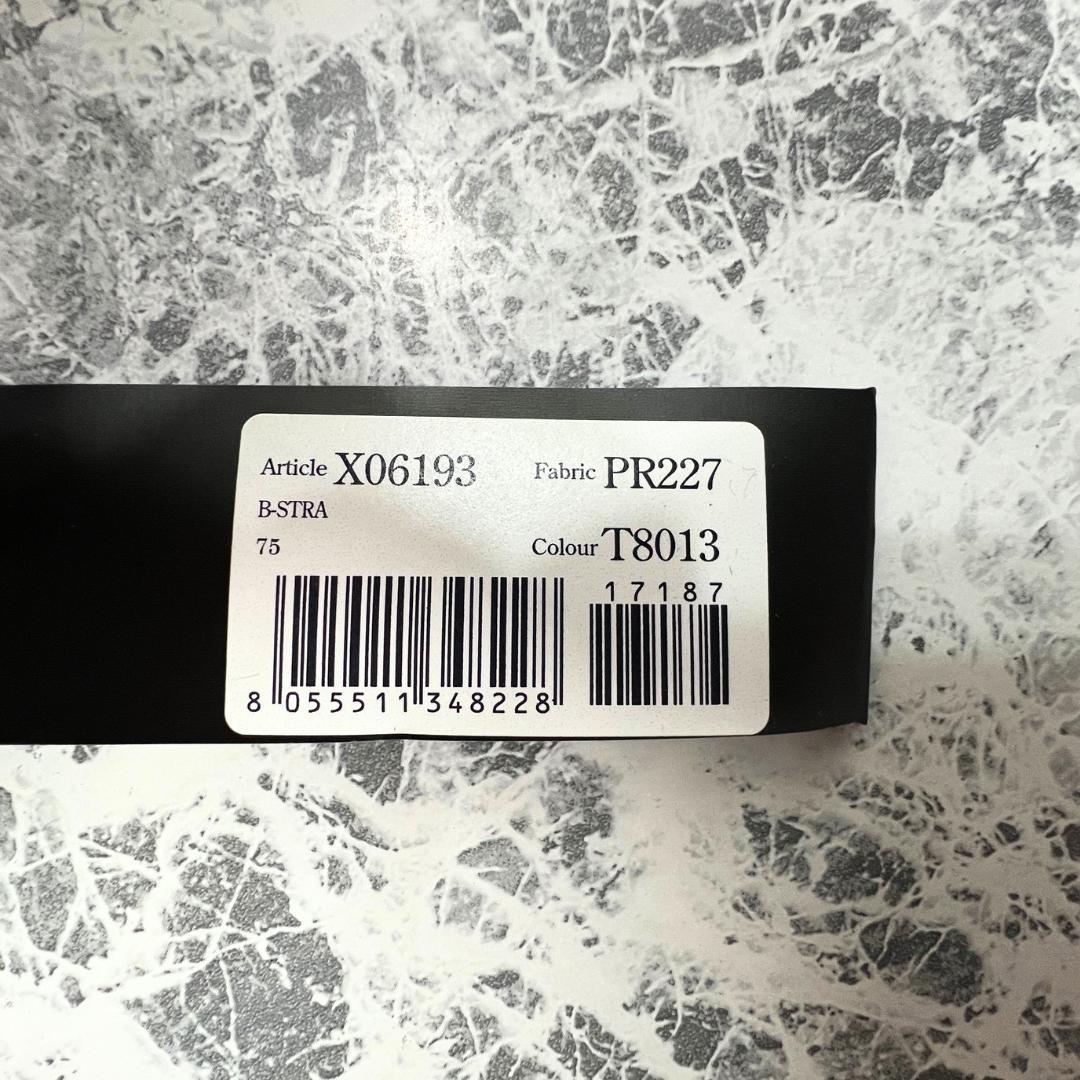 Article X06193 Fabric PR227
B-STRA
75 Colour T8013
17187
8 055511 348228